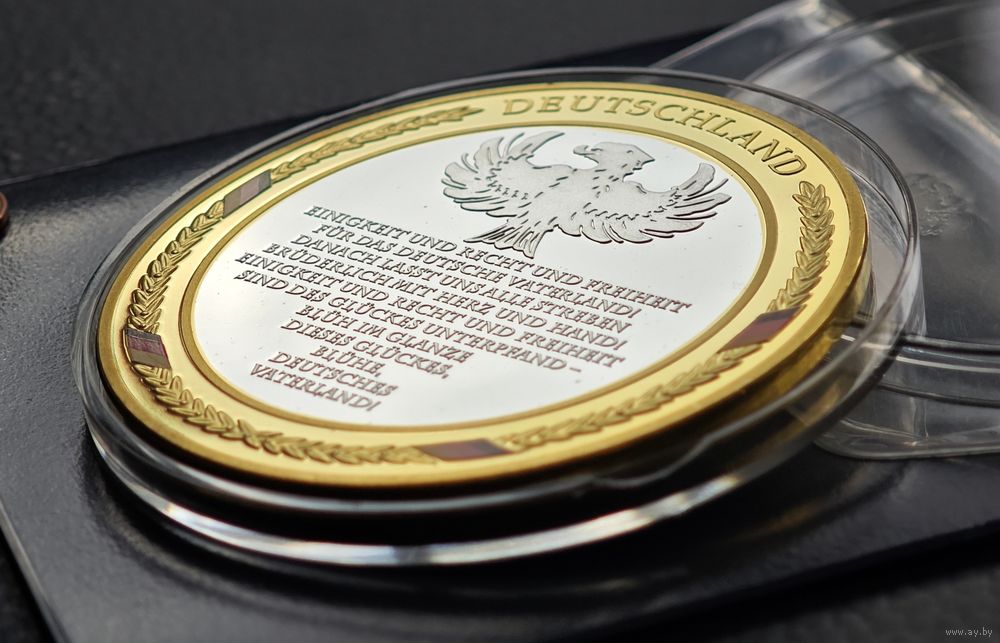 DEUTSCHLAND
EINIGKEIT UND RECHT UND FREIHEIT
FÜR DAS DEUTSCHE VATERLAND!
DANACH LASST UNS ALLE STREBEN
BRÜDERLICH MIT HERZ UND HAND!
EINIGKEIT UND RECHT UND FREIHEIT
SIND DES GLÜCKES UNTERPFAND –
BLÜH IM GLANZE
DIESES GLÜCKES,
BLÜHE,
DEUTSCHES
VATERLAND!
www.ay.by